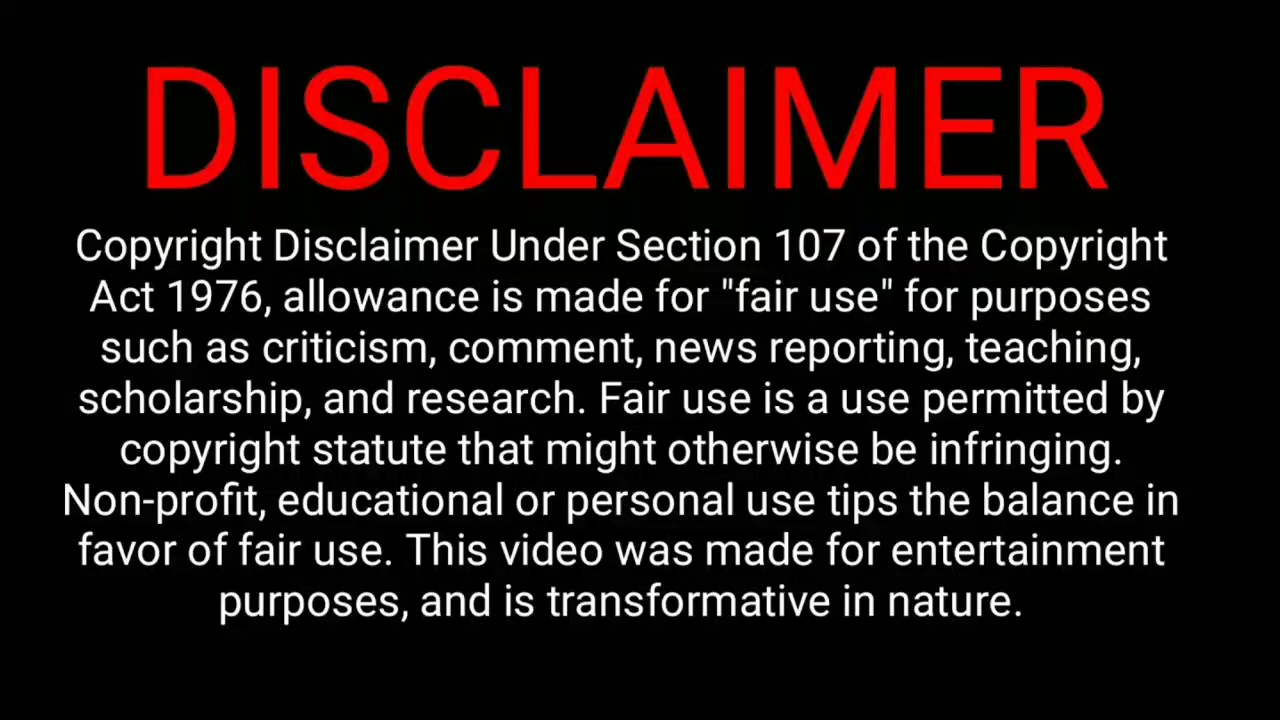 DISCLAIMER
Copyright Disclaimer Under Section 107 of the Copyright
Act 1976, allowance is made for "fair use" for purposes
such as criticism, comment, news reporting, teaching,
scholarship, and research. Fair use is a use permitted by
copyright statute that might otherwise be infringing.
Non-profit, educational or personal use tips the balance in
favor of fair use. This video was made for entertainment
purposes, and is transformative in nature.